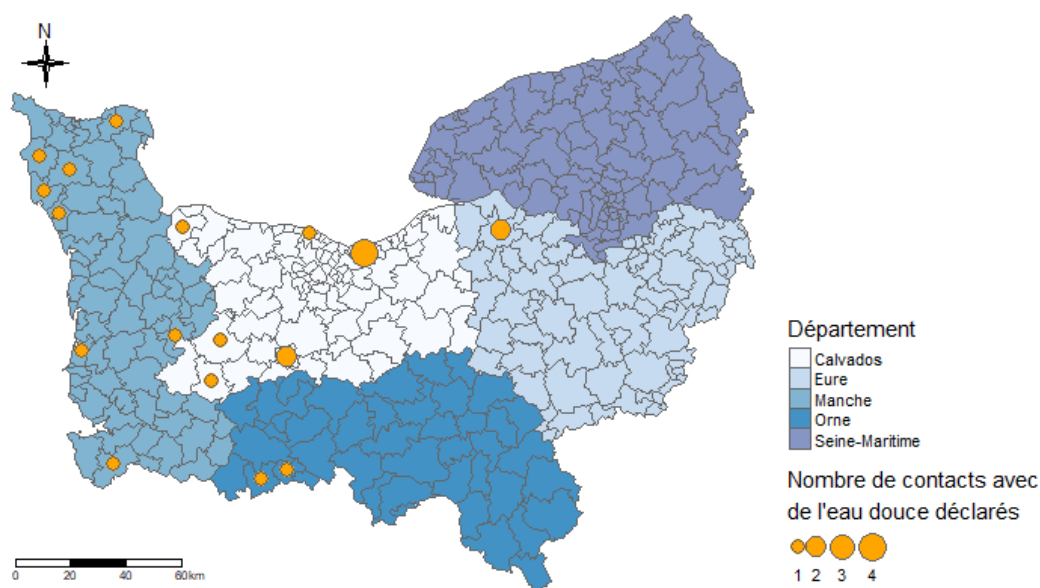 N
Département
Calvados
Eure
Manche
Orne
Seine-Maritime
Nombre de contacts avec
de l'eau douce déclarés
1 2 3 4
0 20 40 60km